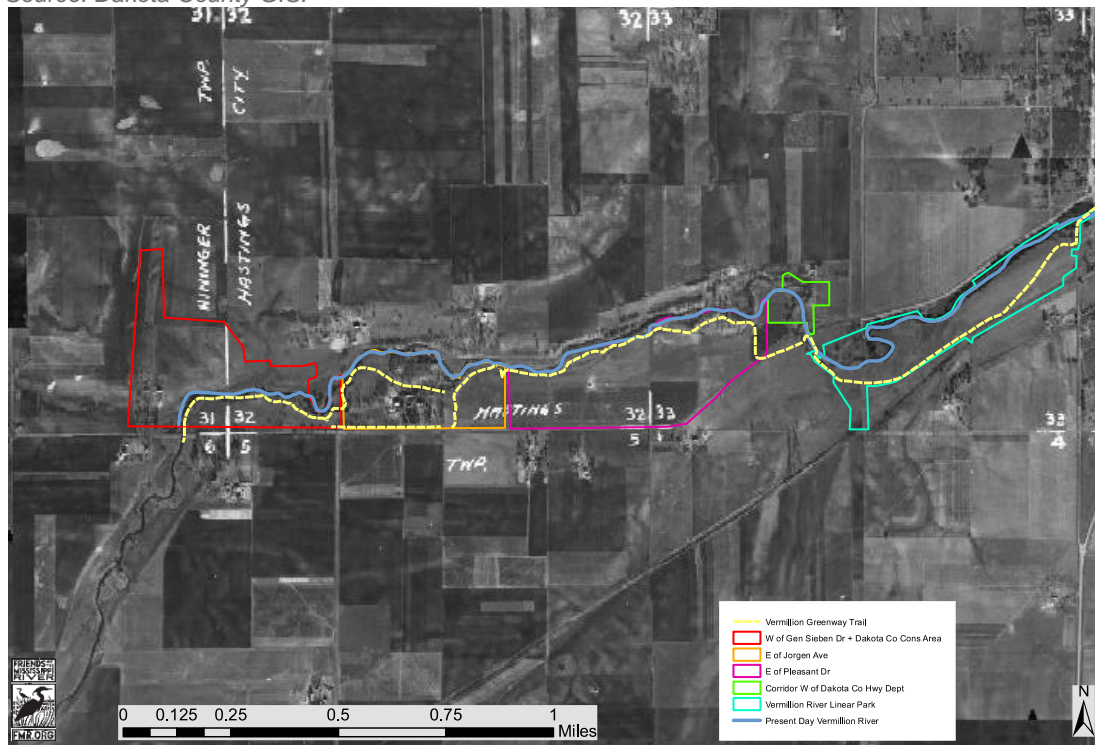 Source: Dakota County GIS.
31 32
32 33
33
TWP
CITY
NININGER
HASTINGS
31 32
6 5
HASTINGS
TWP.
32 33
5
33
4
Vermillion Greenway Trail
W of Gen Sieben Dr + Dakota Co Cons Area
E of Jorgen Ave
E of Pleasant Dr
Corridor W of Dakota Co Hwy Dept
Vermillion River Linear Park
Present Day Vermillion River
FRIENDS of the
MISSISSIPPI
RIVER
FMR.ORG
0 0.125 0.25 0.5 0.75 1
Miles
N